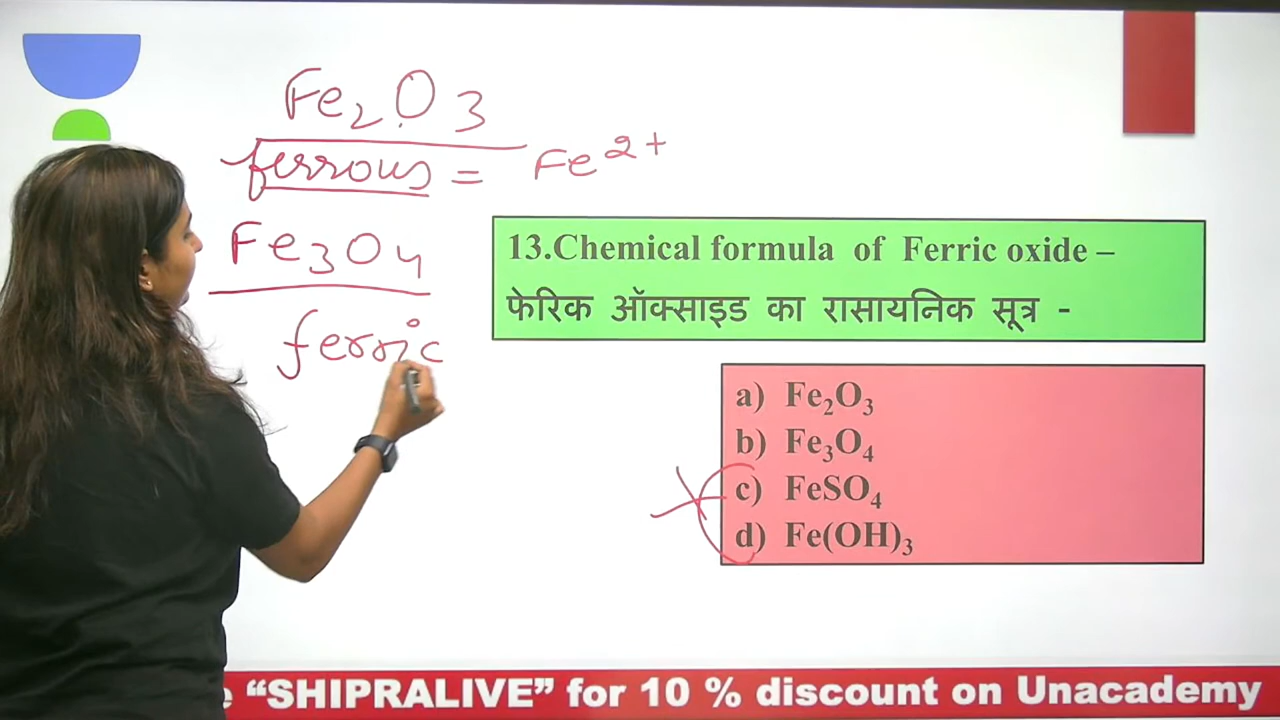 Fe₂O₃
ferrous = Fe²⁺
Fe₃O₄
ferric
13.Chemical formula of Ferric oxide –
फेरिक ऑक्साइड का रासायनिक सूत्र -
a) Fe₂O₃
b) Fe₃O₄
c) FeSO₄
d) Fe(OH)₃
“SHIPRALIVE” for 10 % discount on Unacademy